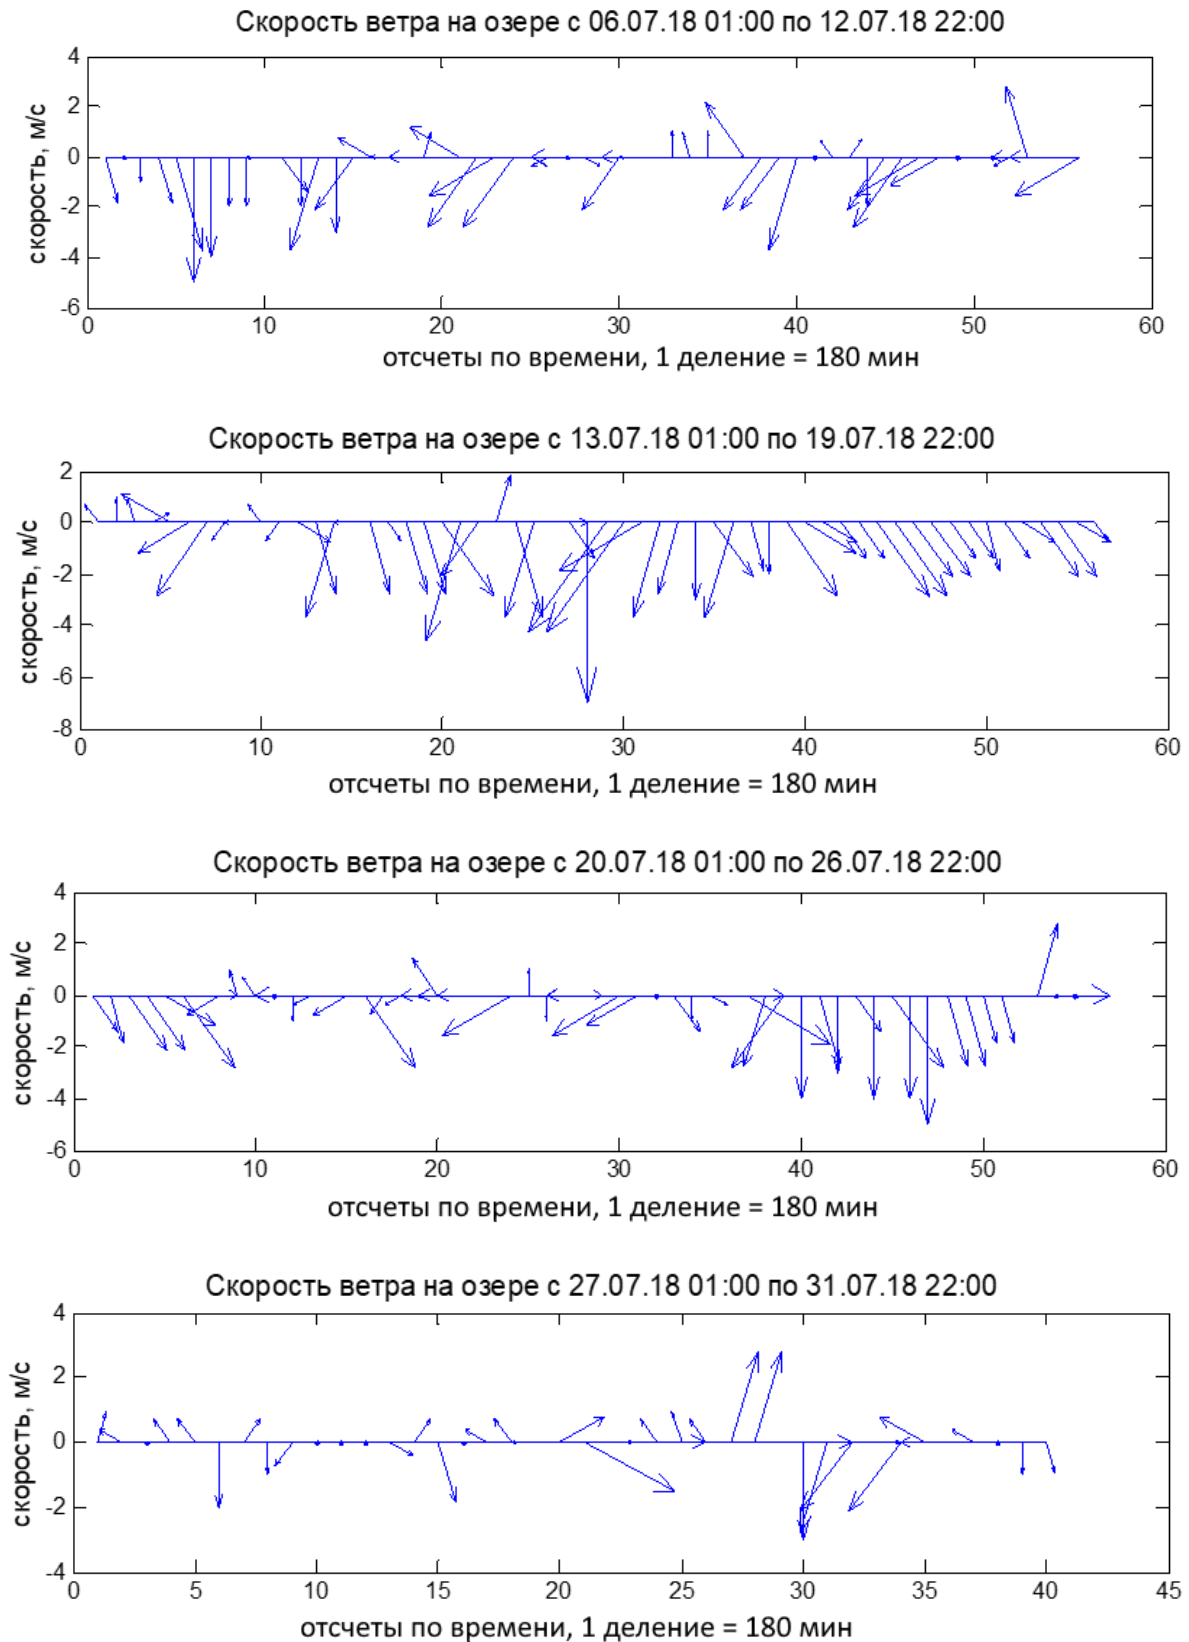 Скорость ветра на озере с 06.07.18 01:00 по 12.07.18 22:00
4
2
0
-2
-4
-6
скорость, м/с
0 10 20 30 40 50 60
отсчеты по времени, 1 деление = 180 мин
Скорость ветра на озере с 13.07.18 01:00 по 19.07.18 22:00
2
0
-2
-4
-6
-8
скорость, м/с
0 10 20 30 40 50 60
отсчеты по времени, 1 деление = 180 мин
Скорость ветра на озере с 20.07.18 01:00 по 26.07.18 22:00
4
2
0
-2
-4
-6
скорость, м/с
0 10 20 30 40 50 60
отсчеты по времени, 1 деление = 180 мин
Скорость ветра на озере с 27.07.18 01:00 по 31.07.18 22:00
4
2
0
-2
-4
скорость, м/с
0 5 10 15 20 25 30 35 40 45
отсчеты по времени, 1 деление = 180 мин